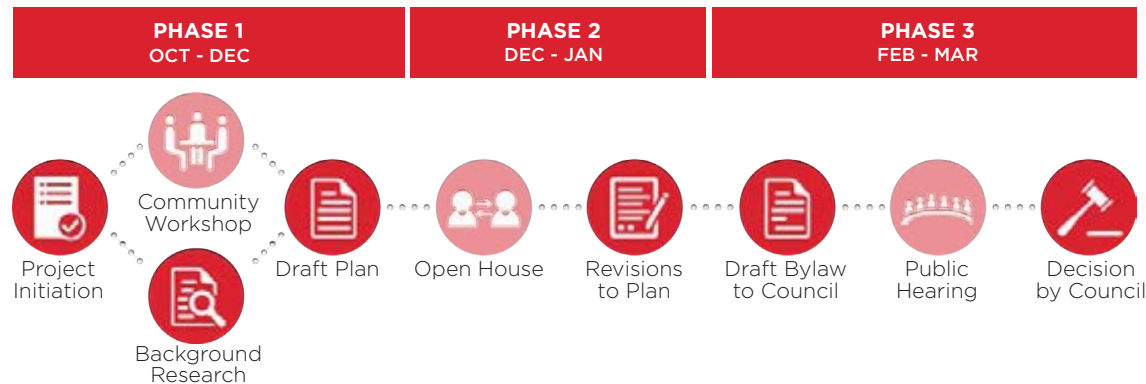 PHASE 1
OCT - DEC
PHASE 2
DEC - JAN
PHASE 3
FEB - MAR
Project
Initiation
Community
Workshop
Background
Research
Draft Plan
Open House
Revisions
to Plan
Draft Bylaw
to Council
Public
Hearing
Decision
by Council